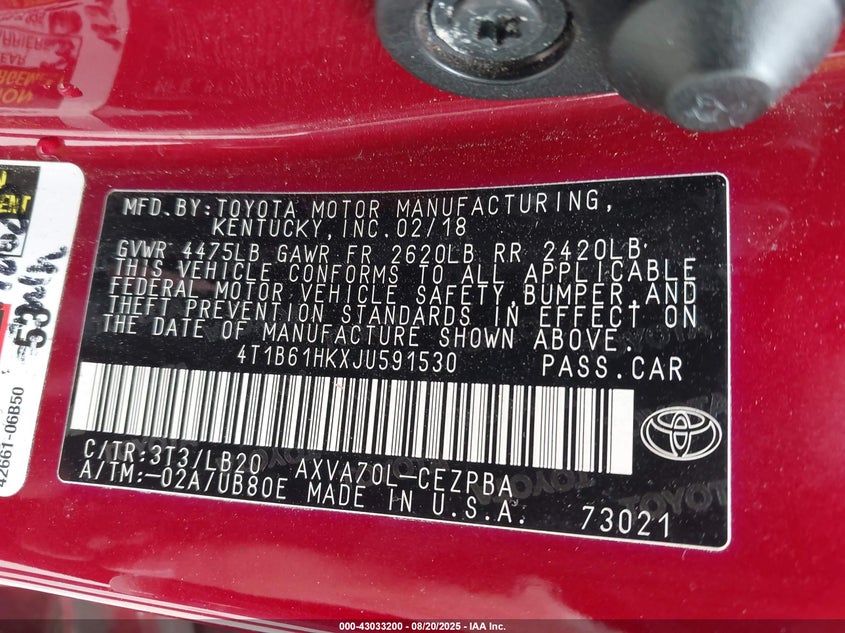 MFD.BY:TOYOTA MOTOR MANUFACTURING,
KENTUCKY, INC. 02/18
GVWR 4475LB GAWR FR 2620LB RR 2420LB
THIS VEHICLE CONFORMS TO ALL APPLICABLE
FEDERAL MOTOR VEHICLE SAFETY, BUMPER, AND
THEFT PREVENTION STANDARDS IN EFFECT ON
THE DATE OF MANUFACTURE SHOWN ABOVE.
4T1B61HKXJU591530 PASS.CAR
C/TR:3T3/LB20 AXVA70L-CEZPBA
A/TM:-02A/UB80E MADE IN U.S.A. 73021
TOYOTA
42661-06B50
000-43033200 - 08/20/2025 - IAA Inc.